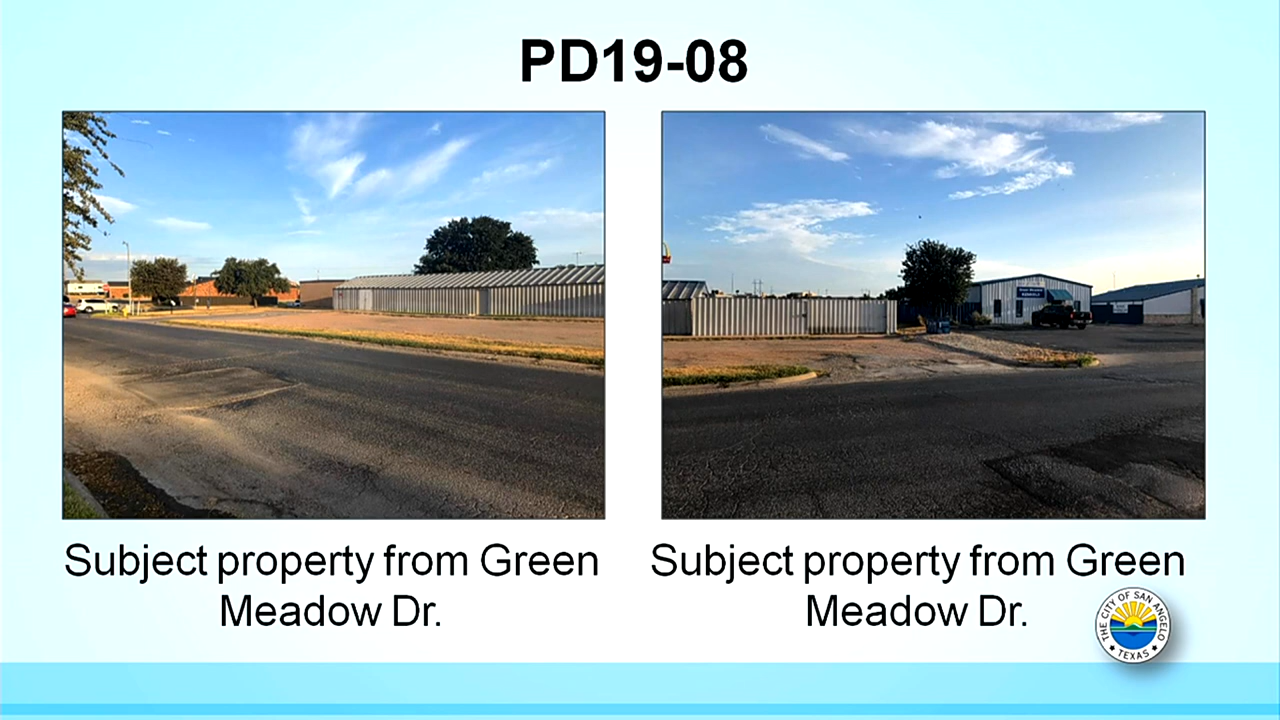 PD19-08
Subject property from Green
Meadow Dr.
Subject property from Green
Meadow Dr.
THE CITY OF SAN ANGELO
TEXAS